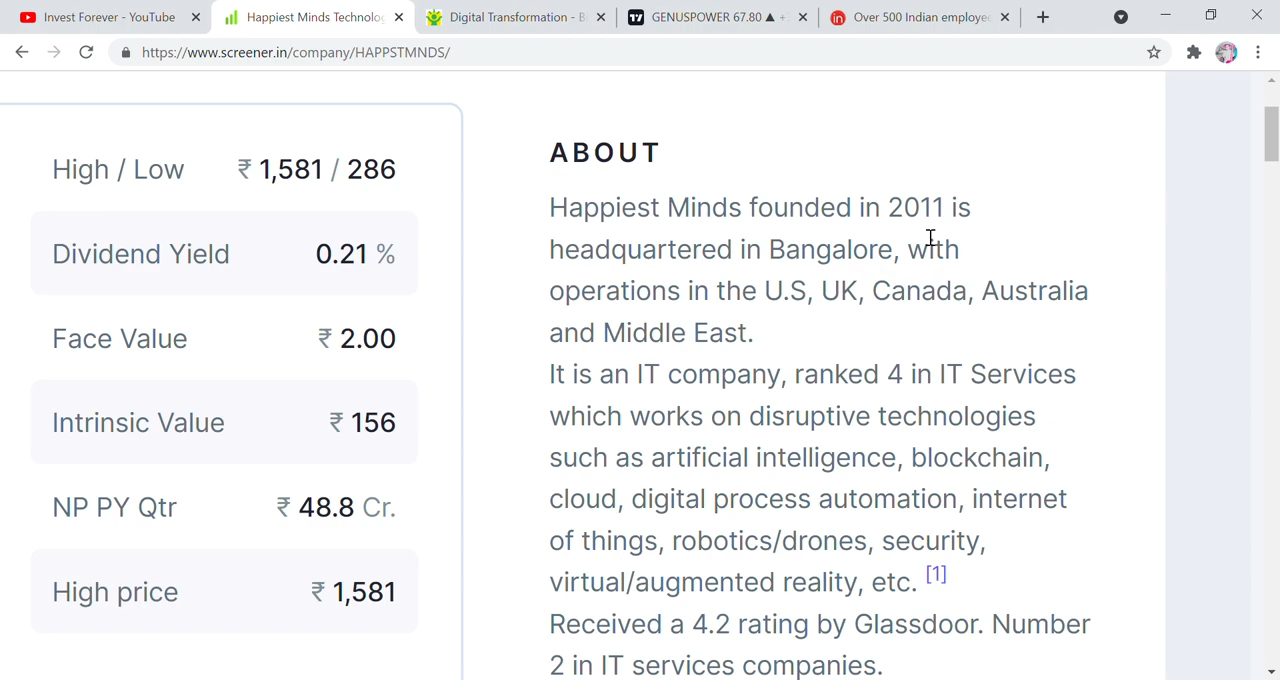 Invest Forever - YouTube
Happiest Minds Technolo
Digital Transformation - B
GENUSPOWER 67.80 ▲ +
Over 500 Indian employe
https://www.screener.in/company/HAPPSTMNDS/
High / Low ₹ 1,581 / 286
Dividend Yield 0.21 %
Face Value ₹ 2.00
Intrinsic Value ₹ 156
NP PY Qtr ₹ 48.8 Cr.
High price ₹ 1,581
ABOUT
Happiest Minds founded in 2011 is
headquartered in Bangalore, with
operations in the U.S, UK, Canada, Australia
and Middle East.
It is an IT company, ranked 4 in IT Services
which works on disruptive technologies
such as artificial intelligence, blockchain,
cloud, digital process automation, internet
of things, robotics/drones, security,
virtual/augmented reality, etc. [1]
Received a 4.2 rating by Glassdoor. Number
2 in IT services companies.